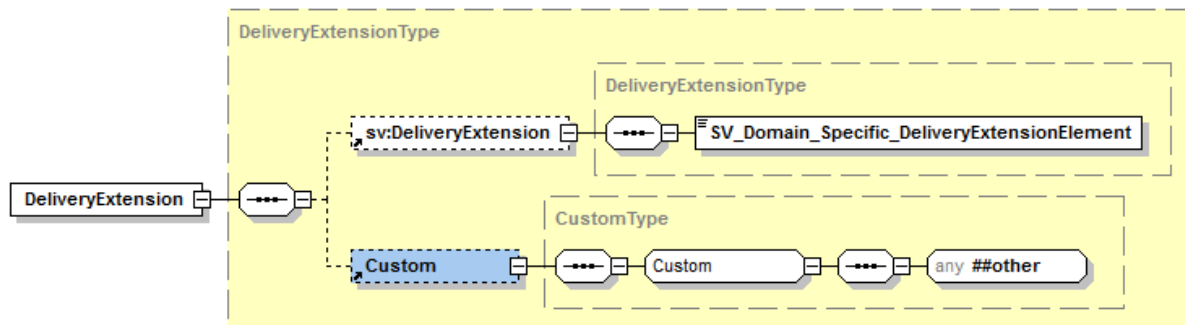 DeliveryExtensionType
DeliveryExtensionType
sv:DeliveryExtension
SV_Domain_Specific_DeliveryExtensionElement
DeliveryExtension
CustomType
Custom
Custom
any ##other